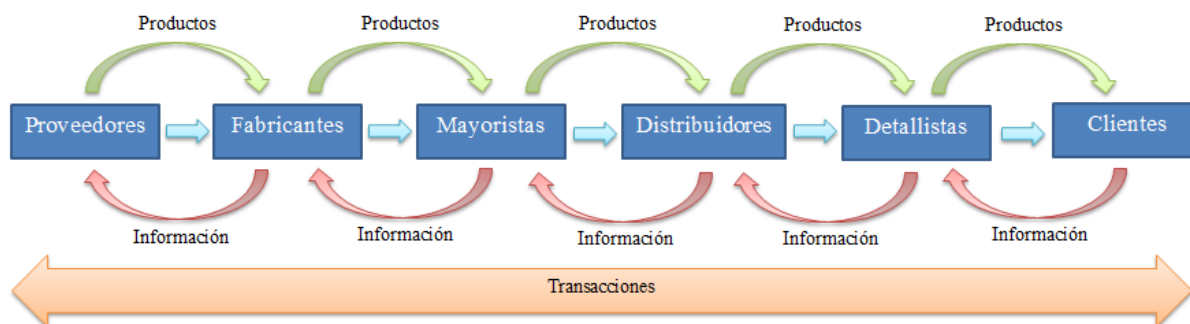 Productos Productos Productos Productos Productos
Proveedores Fabricantes Mayoristas Distribuidores Detallistas Clientes
Información Información Información Información Información
Transacciones